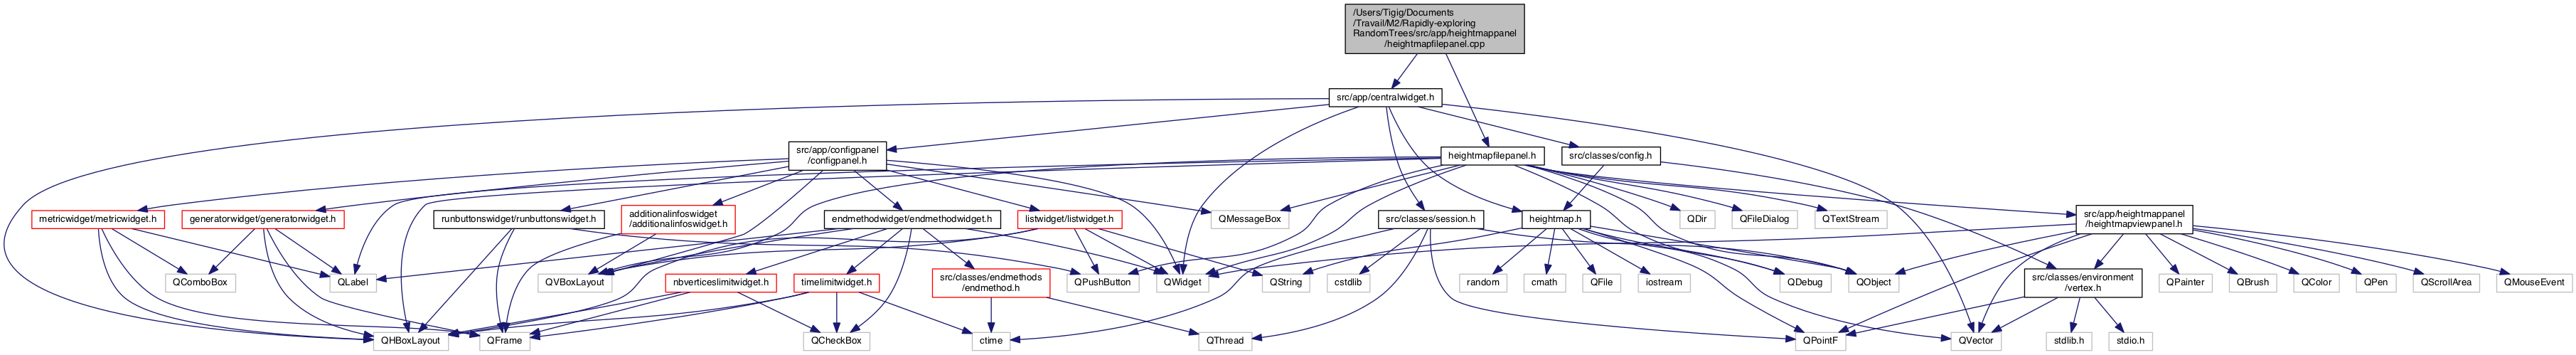 /Users/Tigig/Documents
/Travail/M2/Rapidly-exploring
RandomTrees/src/app/heightmappanel
/heightmapfilepanel.cpp
src/app/centralwidget.h
src/app/configpanel
/configpanel.h
heightmapfilepanel.h
src/classes/config.h
metricwidget/metricwidget.h
generatorwidget/generatorwidget.h
runbuttonswidget/runbuttonswidget.h
additionalinfoswidget
/additionalinfoswidget.h
endmethodwidget/endmethodwidget.h
listwidget/listwidget.h
QMessageBox
src/classes/session.h
heightmap.h
QDir
QFileDialog
QTextStream
src/app/heightmappanel
/heightmapviewpanel.h
QComboBox
QLabel
QVBoxLayout
nbverticeslimitwidget.h
timelimitwidget.h
src/classes/endmethods
/endmethod.h
QPushButton
QWidget
QString
cstdlib
random
cmath
QFile
iostream
QDebug
QObject
src/classes/environment
/vertex.h
QPainter
QBrush
QColor
QPen
QScrollArea
QMouseEvent
QHBoxLayout
QFrame
QCheckBox
ctime
QThread
QPointF
QVector
stdlib.h
stdio.h